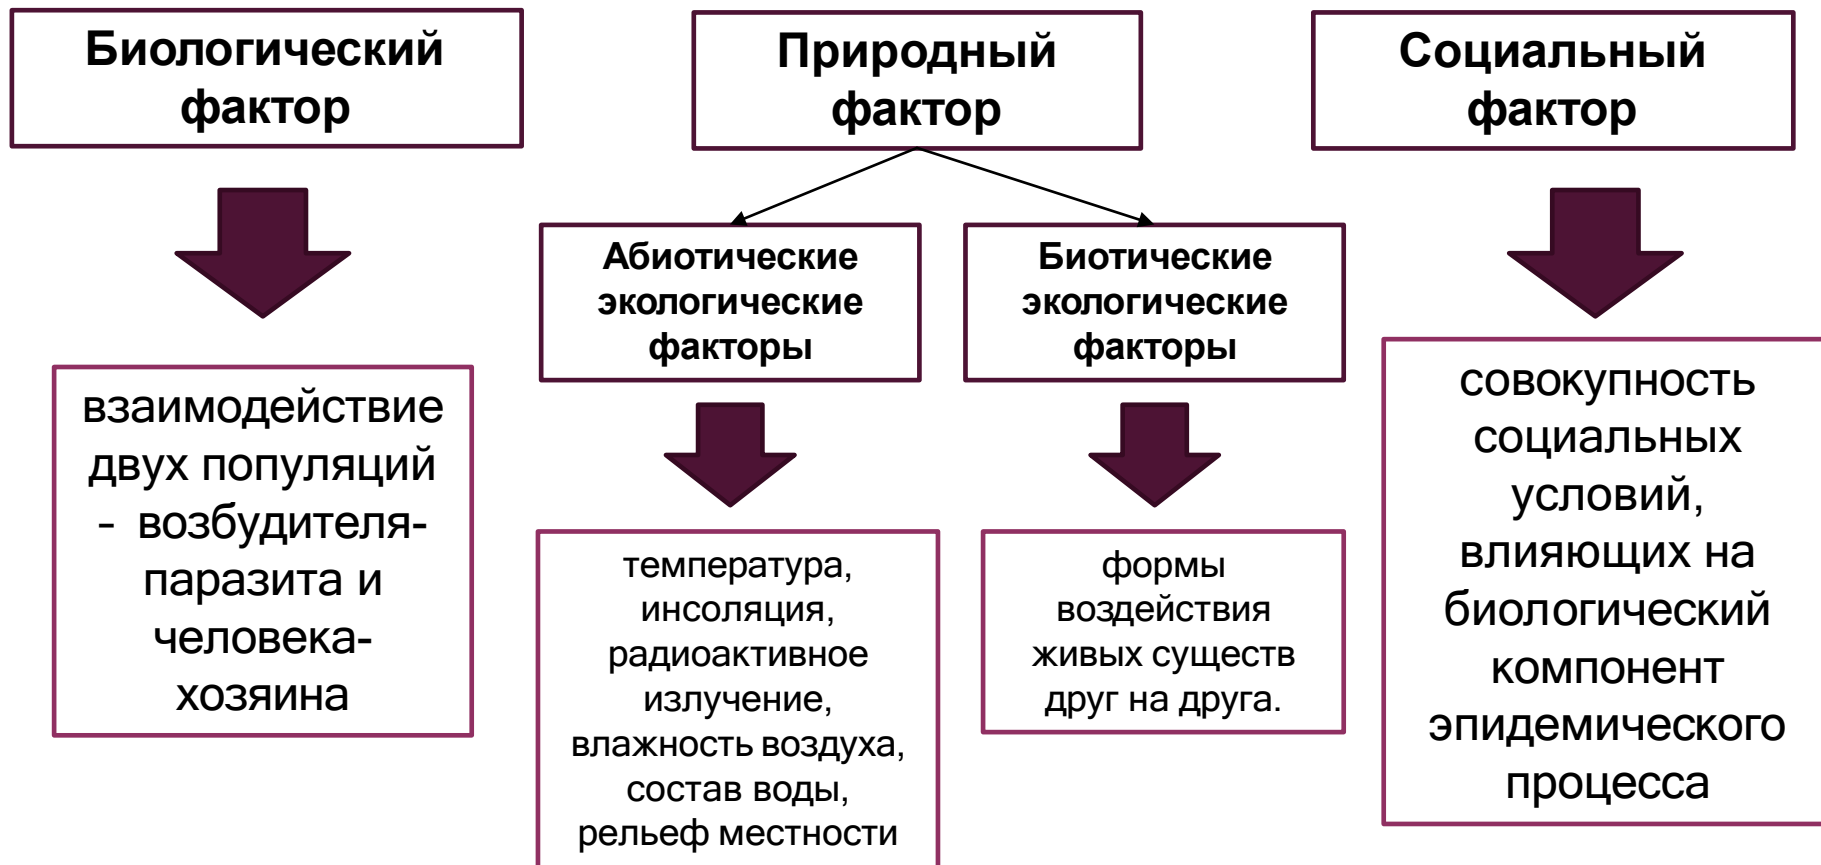 Биологический
фактор
Природный
фактор
Социальный
фактор
Абиотические
экологические
факторы
Биотические
экологические
факторы
взаимодействие
двух популяций
- возбудителя-
паразита и
человека-
хозяина
температура,
инсоляция,
радиоактивное
излучение,
влажность воздуха,
состав воды,
рельеф местности
формы
воздействия
живых существ
друг на друга.
совокупность
социальных
условий,
влияющих на
биологический
компонент
эпидемического
процесса